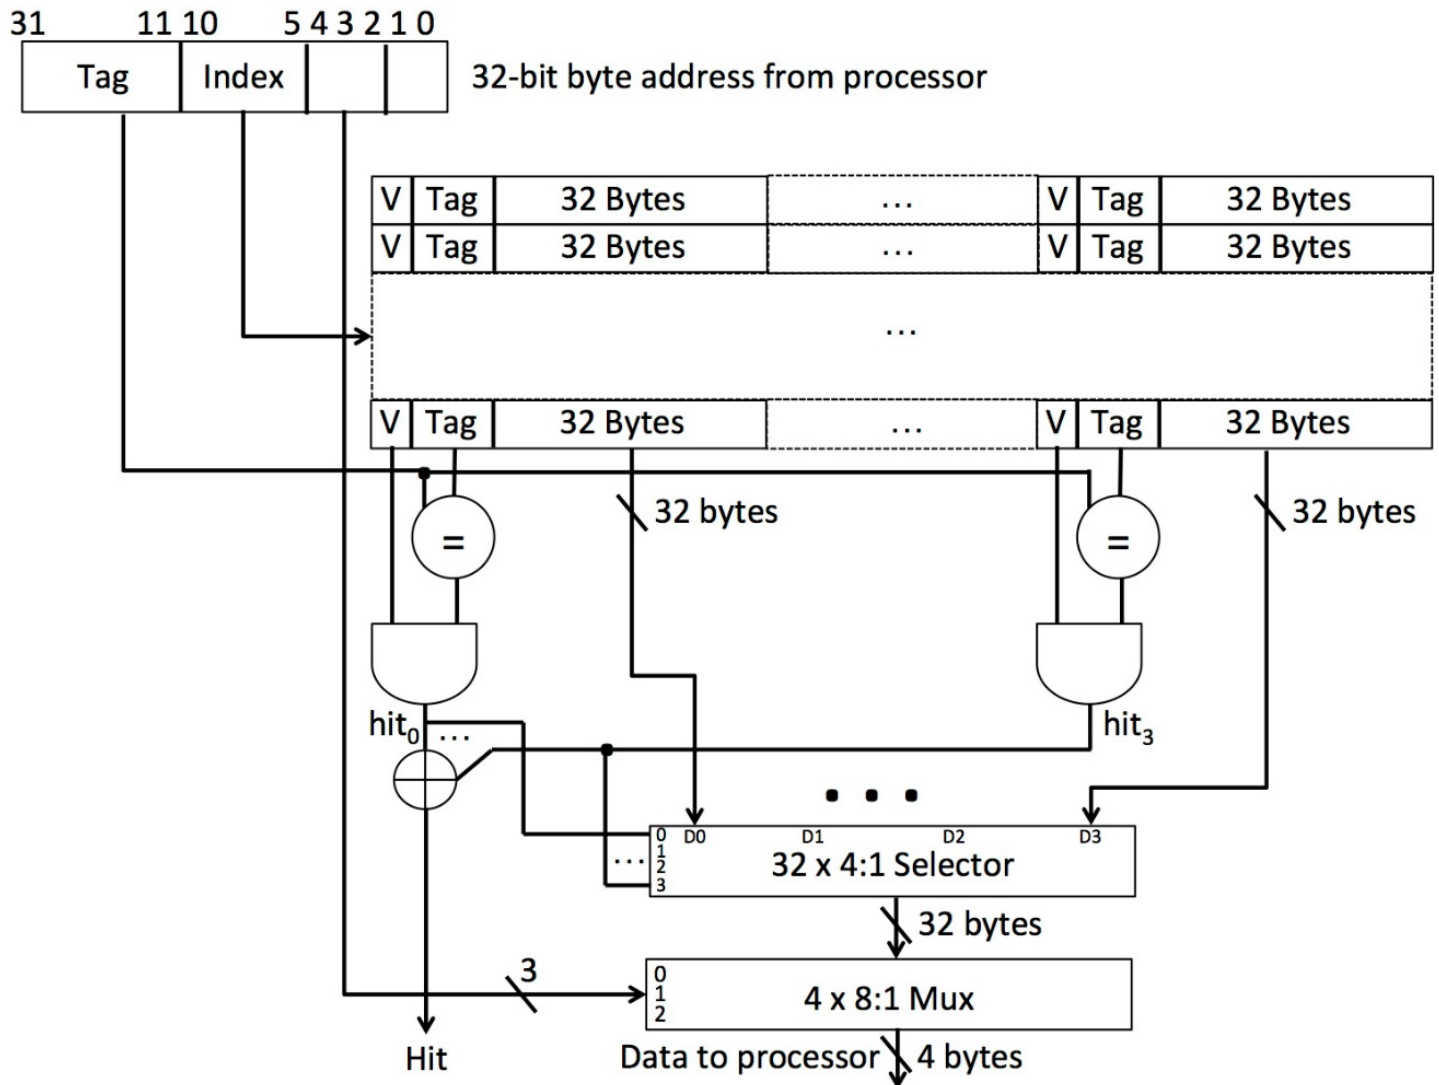 31 11 10 5 4 3 2 1 0
Tag Index 32-bit byte address from processor
V Tag 32 Bytes ... V Tag 32 Bytes
V Tag 32 Bytes ... V Tag 32 Bytes
...
V Tag 32 Bytes ... V Tag 32 Bytes
32 bytes 32 bytes
= =
hit0 ... hit3
0 D0 D1 D2 D3
1
... 2 32 x 4:1 Selector
3
32 bytes
3
0
1 4 x 8:1 Mux
2
Hit Data to processor 4 bytes